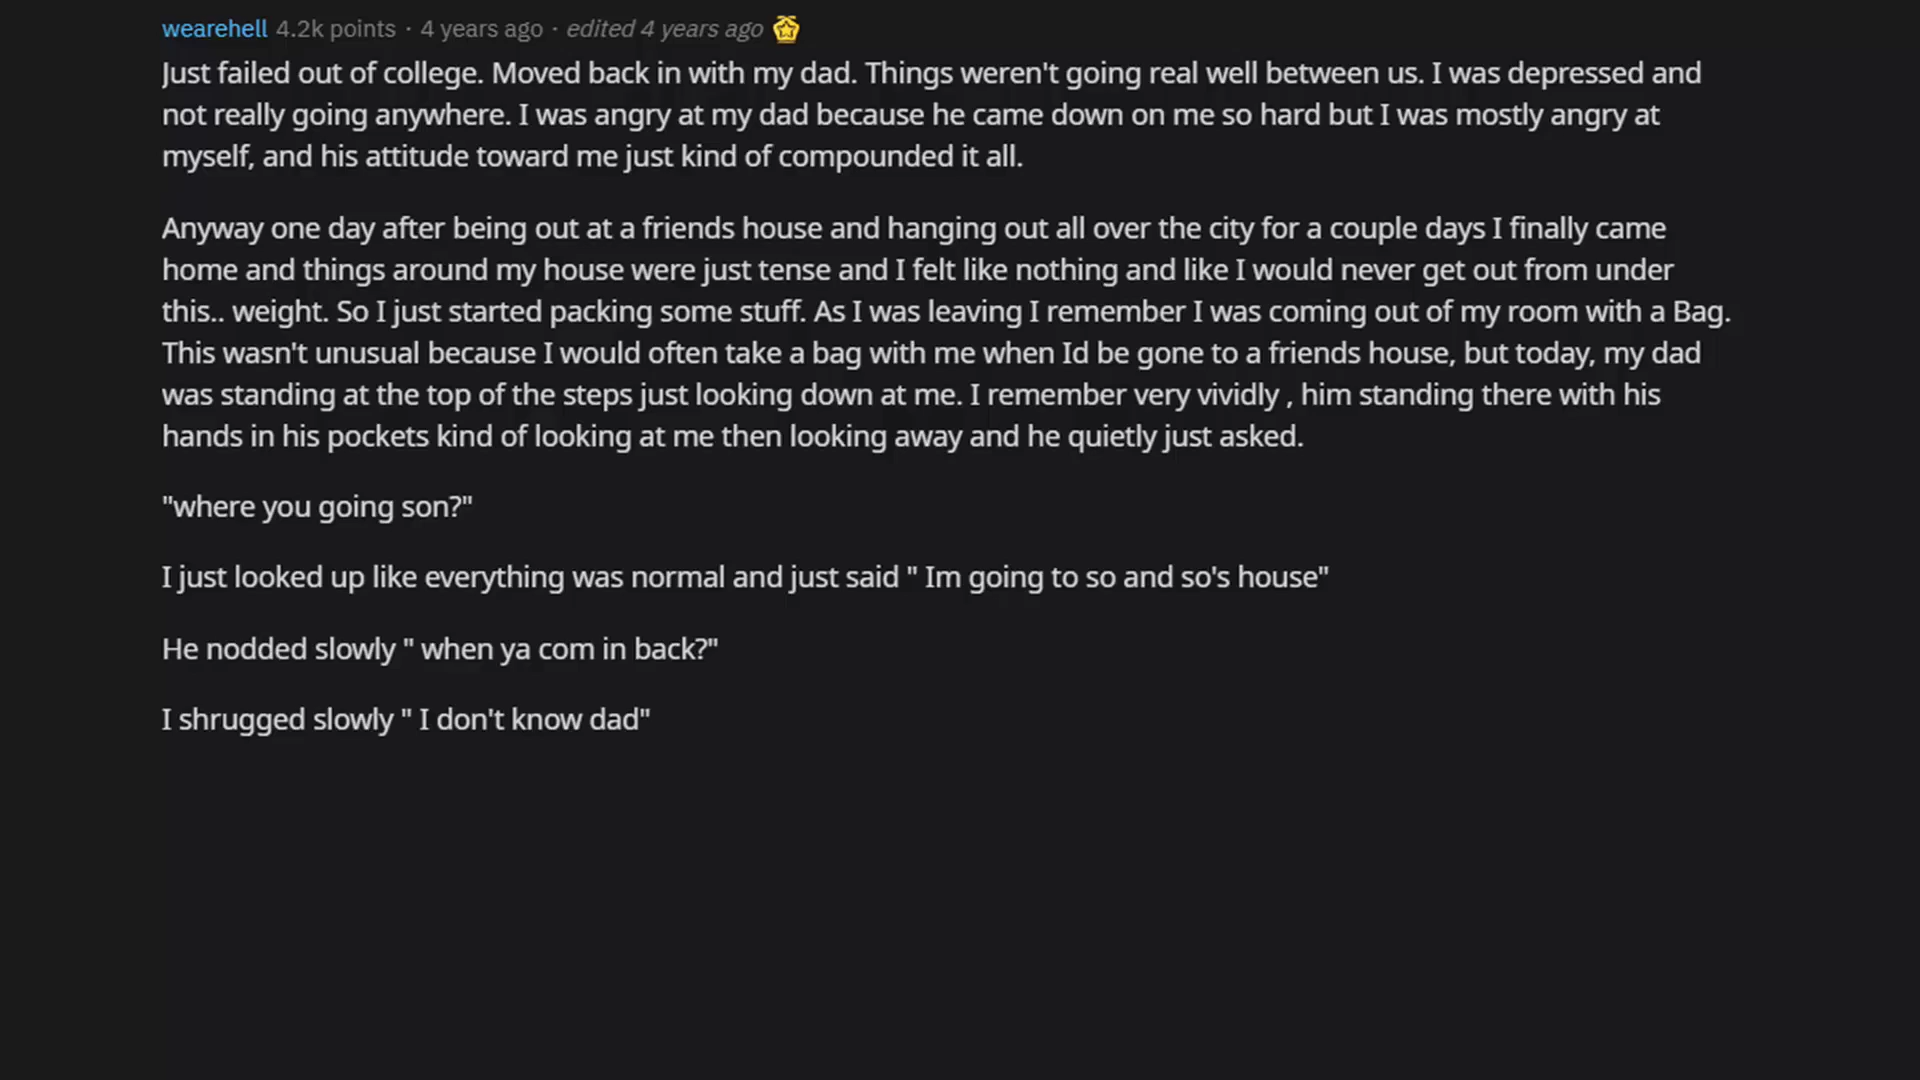 wearehell 4.2k points · 4 years ago · edited 4 years ago
Just failed out of college. Moved back in with my dad. Things weren't going real well between us. I was depressed and
not really going anywhere. I was angry at my dad because he came down on me so hard but I was mostly angry at
myself, and his attitude toward me just kind of compounded it all.
Anyway one day after being out at a friends house and hanging out all over the city for a couple days I finally came
home and things around my house were just tense and I felt like nothing and like I would never get out from under
this.. weight. So I just started packing some stuff. As I was leaving I remember I was coming out of my room with a Bag.
This wasn't unusual because I would often take a bag with me when Id be gone to a friends house, but today, my dad
was standing at the top of the steps just looking down at me. I remember very vividly , him standing there with his
hands in his pockets kind of looking at me then looking away and he quietly just asked.
"where you going son?"
I just looked up like everything was normal and just said " Im going to so and so's house"
He nodded slowly " when ya com in back?"
I shrugged slowly " I don't know dad"